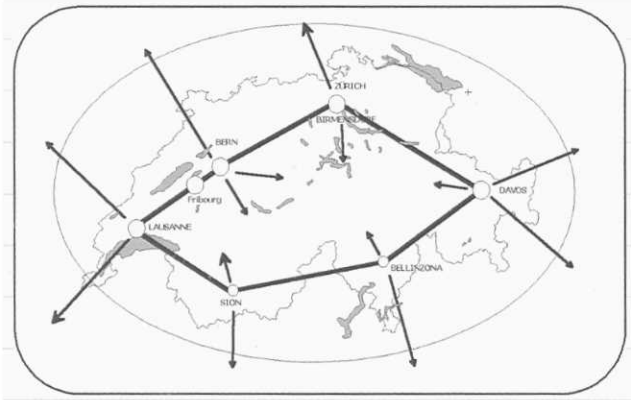 ZÜRICH
BIRMENSDORF
BERN
Fribourg
DAVOS
LAUSANNE
BELLINZONA
SION